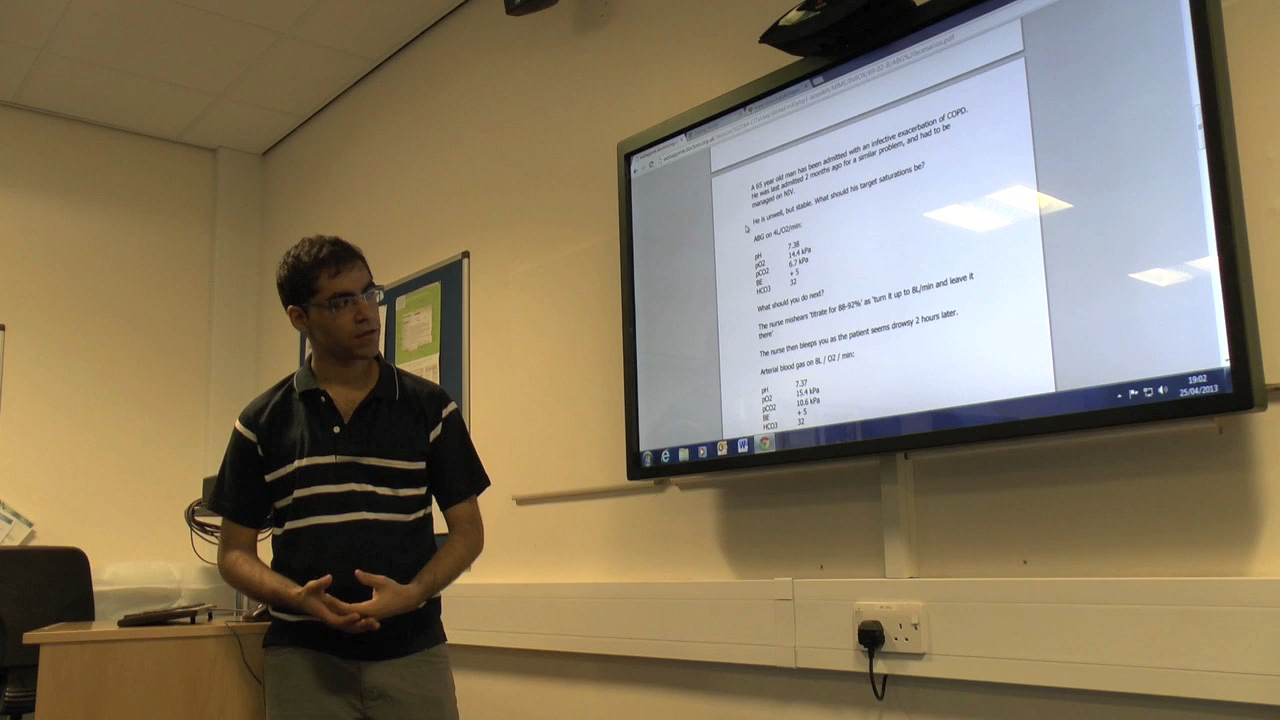 A 65 year old man has been admitted with an infective exacerbation of COPD.
He was last admitted 2 months ago for a similar problem, and had to be
managed on NIV.
He is unwell, but stable. What should his target saturations be?
ABG on 4L/O2/min:
pH 7.38
pO2 14.4 kPa
pCO2 6.7 kPa
BE + 5
HCO3 32
What should you do next?
The nurse mishears 'titrate for 88-92%' as 'turn it up to 8L/min and leave it
there'
The nurse then bleeps you as the patient seems drowsy 2 hours later.
Arterial blood gas on 8L / O2 / min:
pH 7.37
pO2 15.4 kPa
pCO2 10.6 kPa
BE + 5
HCO3 32
19:02
25/04/2013